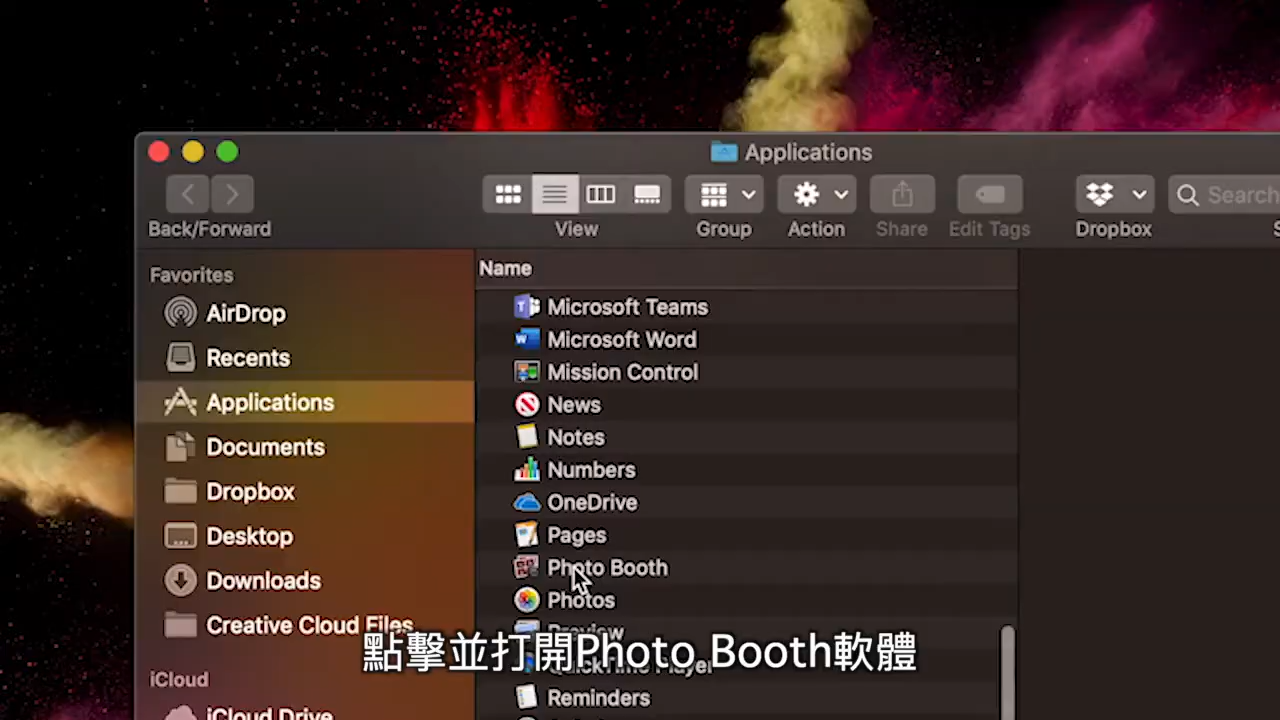 Applications
Search
Back/Forward
View
Group
Action
Share
Edit Tags
Dropbox
Favorites
AirDrop
Recents
Applications
Documents
Dropbox
Desktop
Downloads
Creative Cloud Files
iCloud
iCloud Drive
Name
Microsoft Teams
Microsoft Word
Mission Control
News
Notes
Numbers
OneDrive
Pages
Photo Booth
Photos
Preview
QuickTime Player
Reminders
點擊並打開Photo Booth軟體